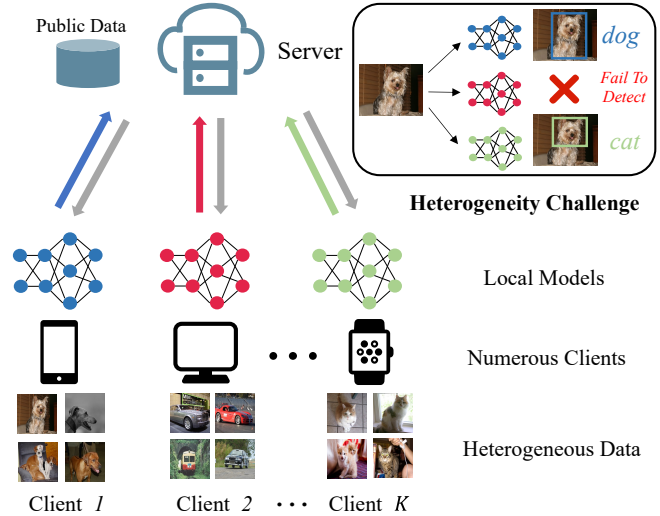 Public Data
Server
dog
Fail To
Detect
cat
Heterogeneity Challenge
Local Models
Numerous Clients
Heterogeneous Data
Client 1
Client 2
Client K